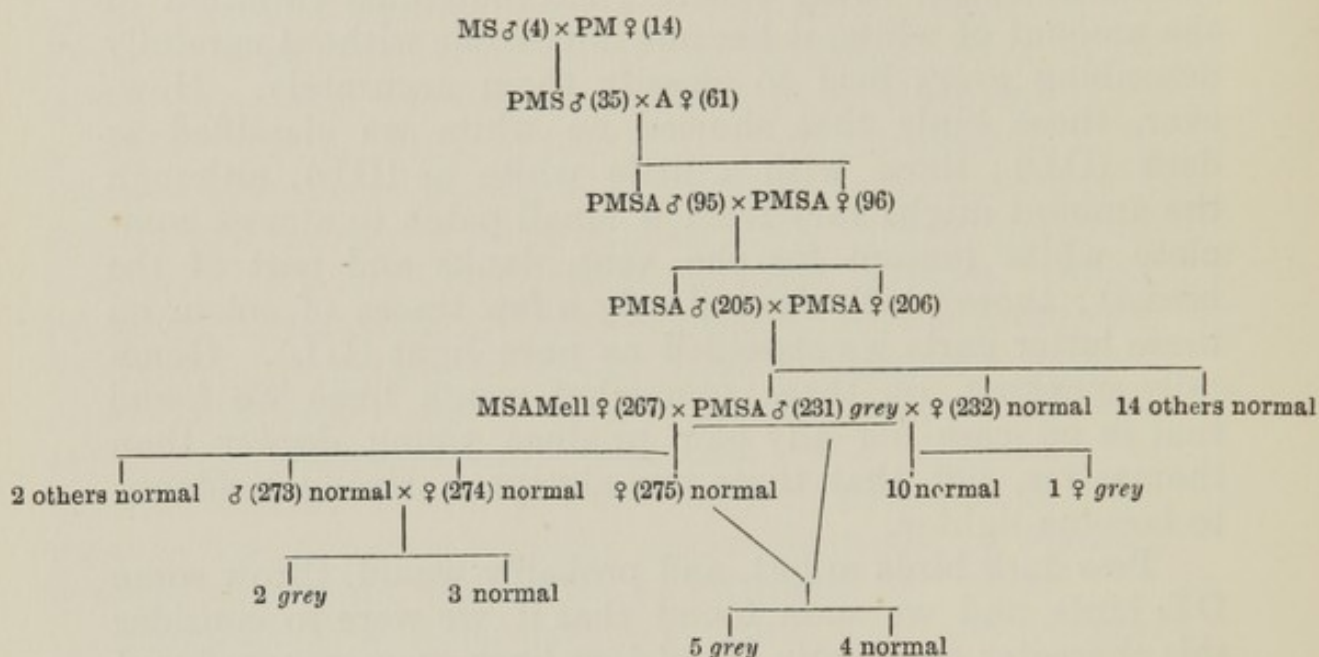 MS ♂ (4) × PM ♀ (14)
PMS ♂ (35) × A ♀ (61)
PMSA ♂ (95) × PMSA ♀ (96)
PMSA ♂ (205) × PMSA ♀ (206)
MSAMell ♀ (267) × PMSA ♂ (231) grey × ♀ (232) normal 14 others normal
2 others normal ♂ (273) normal × ♀ (274) normal ♀ (275) normal 10 normal 1 ♀ grey
2 grey 3 normal
5 grey 4 normal